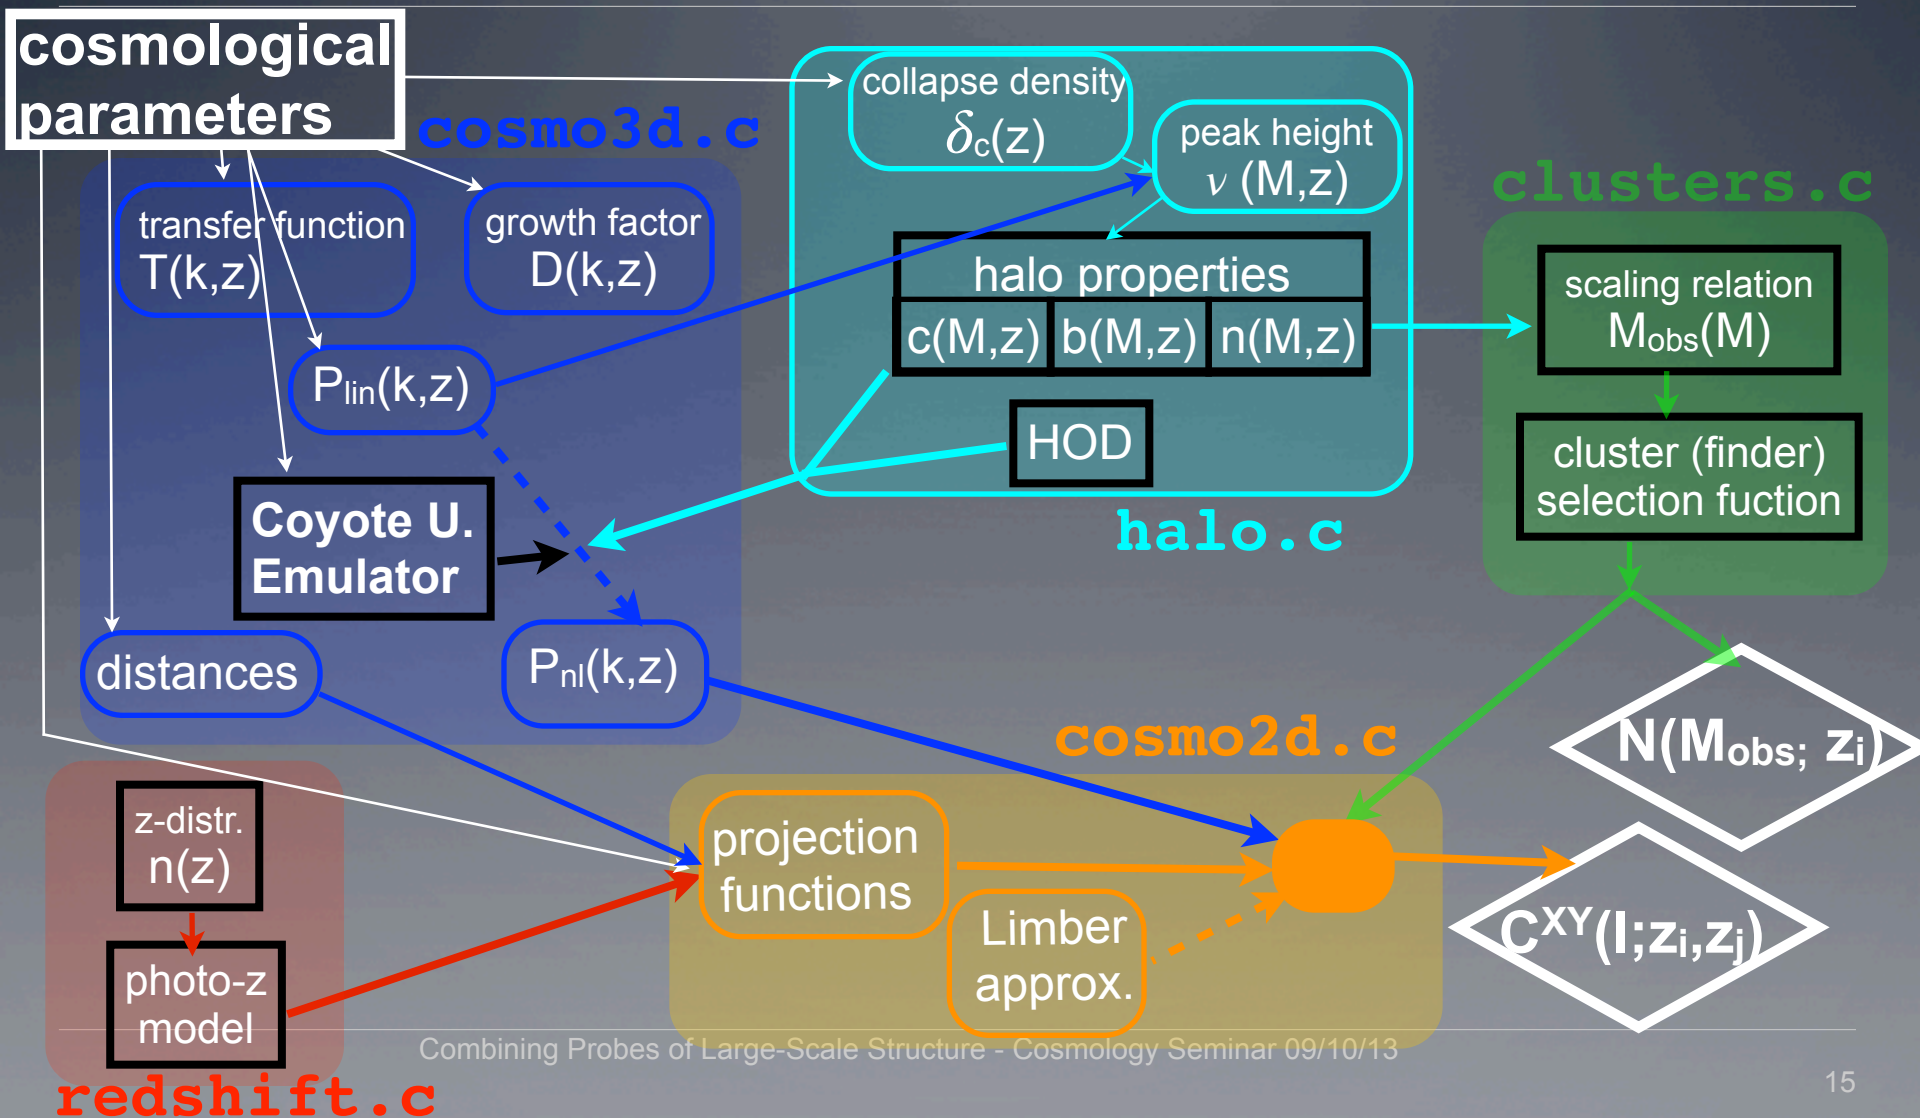 cosmological
parameters
cosmo3d.c
transfer function
T(k,z)
growth factor
D(k,z)
Plin(k,z)
Coyote U.
Emulator
distances
Pnl(k,z)
collapse density
δc(z)
peak height
ν (M,z)
halo properties
c(M,z) b(M,z) n(M,z)
HOD
halo.c
clusters.c
scaling relation
Mobs(M)
cluster (finder)
selection fuction
N(Mobs; zi)
cosmo2d.c
projection
functions
Limber
approx.
CXY(l;zi,zj)
z-distr.
n(z)
photo-z
model
redshift.c
Combining Probes of Large-Scale Structure - Cosmology Seminar 09/10/13
15